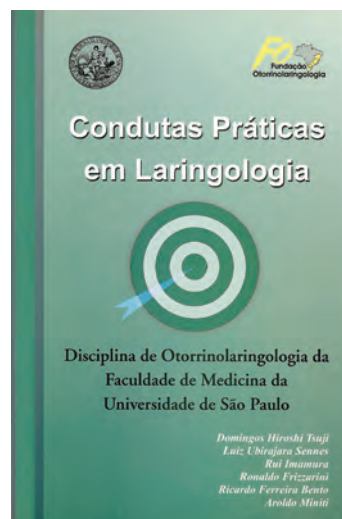 FO
Fundação
Otorrinolaringologia
Condutas Práticas
em Laringologia
Disciplina de Otorrinolaringologia da
Faculdade de Medicina da
Universidade de São Paulo
Domingos Hiroshi Tsuji
Luiz Ubirajara Sennes
Rui Imamura
Ronaldo Frizzarini
Ricardo Ferreira Bento
Aroldo Miniti